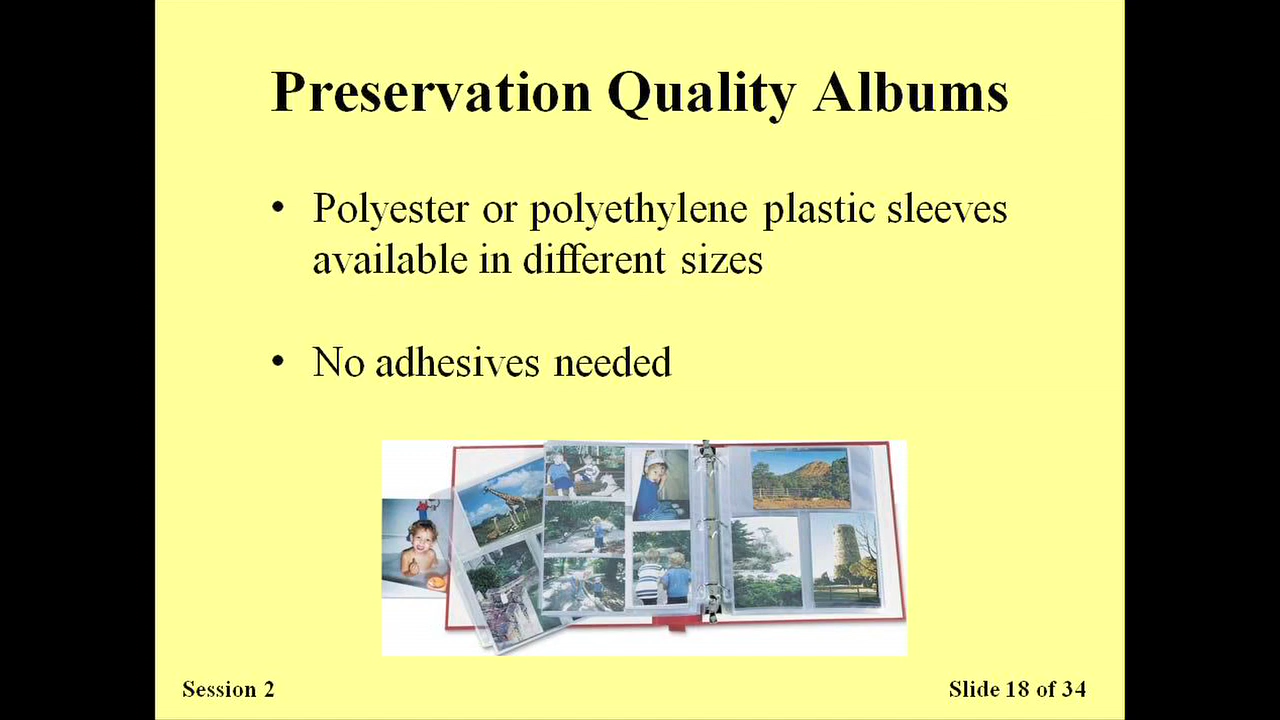 Preservation Quality Albums
• Polyester or polyethylene plastic sleeves
available in different sizes
• No adhesives needed
Session 2
Slide 18 of 34